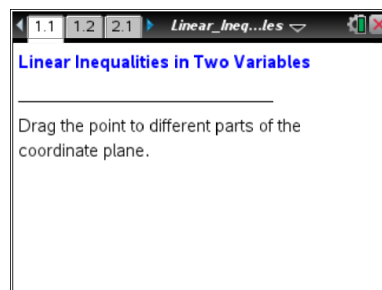 1.1 1.2 2.1 Linear_Ineq...les
Linear Inequalities in Two Variables
Drag the point to different parts of the
coordinate plane.